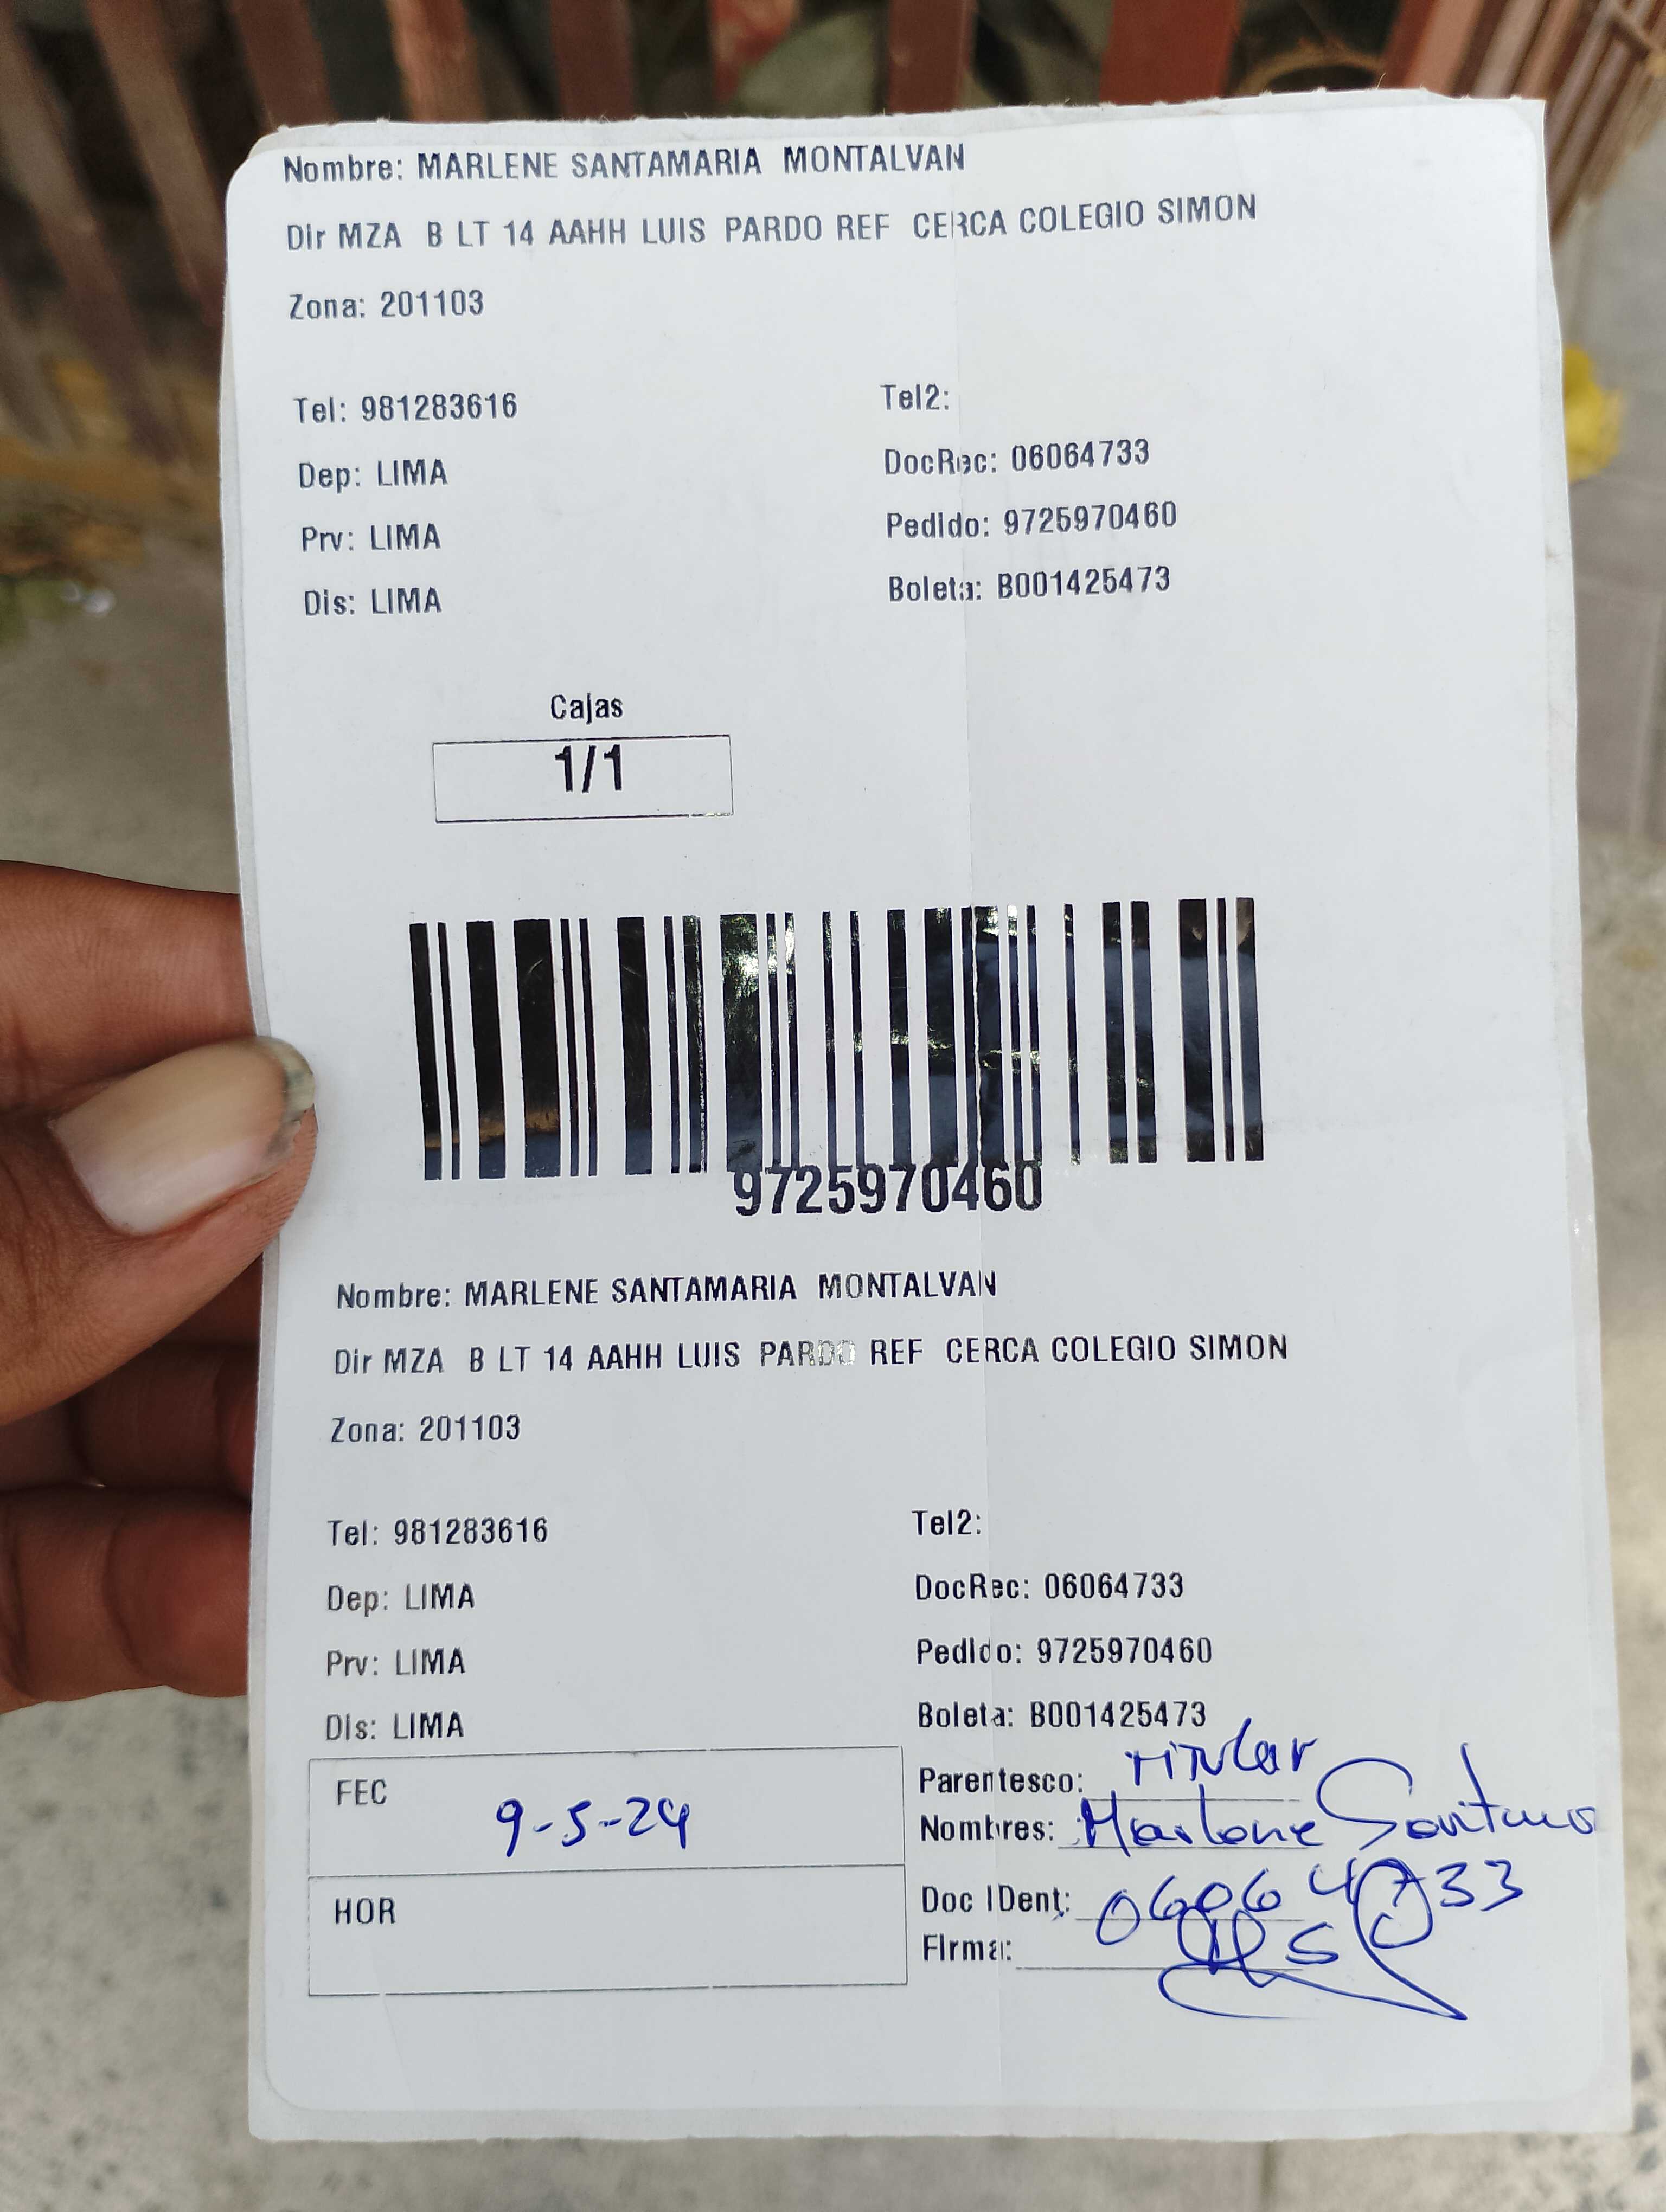 Nombre: MARLENE SANTAMARIA MONTALVAN
Dir MZA B LT 14 AAHH LUIS PARDO REF CERCA COLEGIO SIMON
Zona: 201103
Tel: 981283616 Tel2:
Dep: LIMA DocRec: 06064733
Prv: LIMA Pedido: 9725970460
Dis: LIMA Boleta: B001425473
Cajas
1/1
9725970460
Nombre: MARLENE SANTAMARIA MONTALVAN
Dir MZA B LT 14 AAHH LUIS PARDO REF CERCA COLEGIO SIMON
Zona: 201103
Tel: 981283616 Tel2:
Dep: LIMA DocRec: 06064733
Prv: LIMA Pedido: 9725970460
Dis: LIMA Boleta: B001425473
FEC 9-5-24 Parentesco: Titular
Nombres: Marlene
HOR Doc IDent: 06064733
Firma: